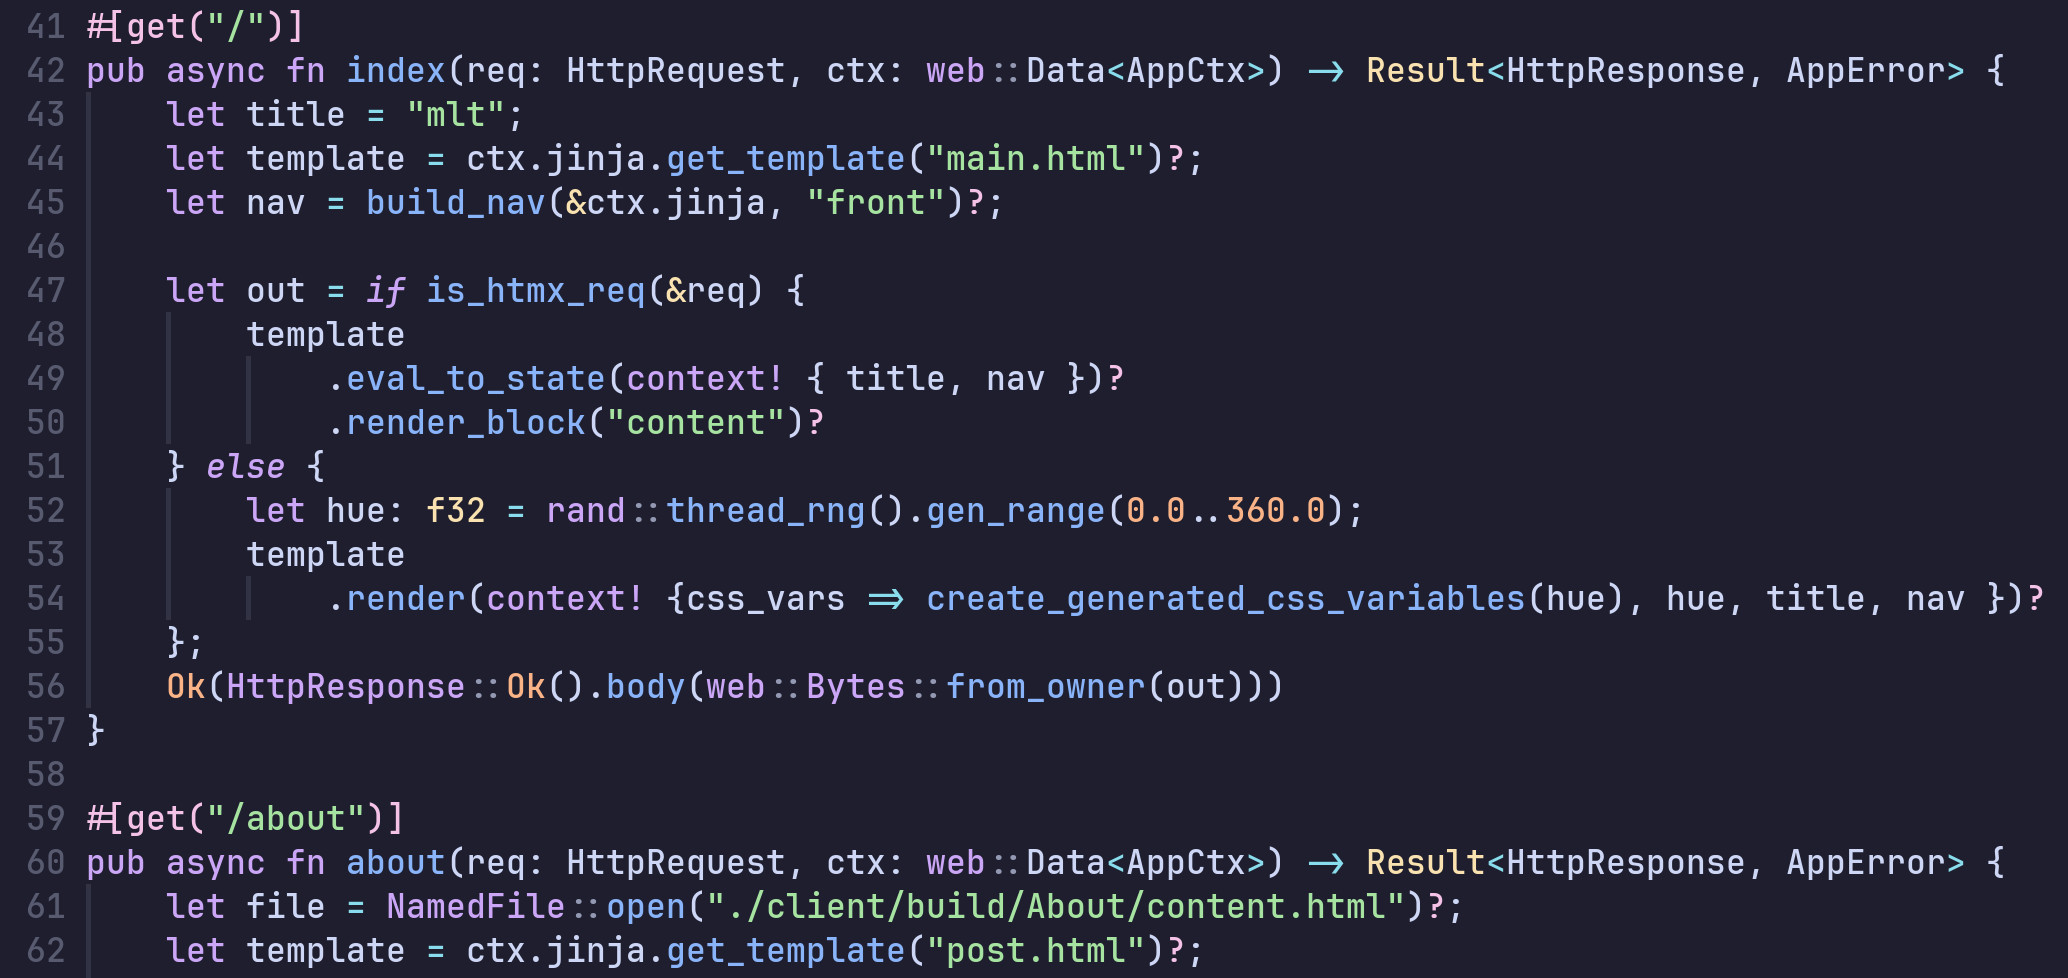 41 #[get("/")]
42 pub async fn index(req: HttpRequest, ctx: web::Data<AppCtx>) -> Result<HttpResponse, AppError> {
43     let title = "mlt";
44     let template = ctx.jinja.get_template("main.html")?;
45     let nav = build_nav(&ctx.jinja, "front")?;
46
47     let out = if is_htmx_req(&req) {
48         template
49             .eval_to_state(context! { title, nav })?
50             .render_block("content")?
51     } else {
52         let hue: f32 = rand::thread_rng().gen_range(0.0..360.0);
53         template
54             .render(context! {css_vars => create_generated_css_variables(hue), hue, title, nav })?
55     };
56     Ok(HttpResponse::Ok().body(web::Bytes::from_owner(out)))
57 }
58
59 #[get("/about")]
60 pub async fn about(req: HttpRequest, ctx: web::Data<AppCtx>) -> Result<HttpResponse, AppError> {
61     let file = NamedFile::open("./client/build/About/content.html")?;
62     let template = ctx.jinja.get_template("post.html")?;